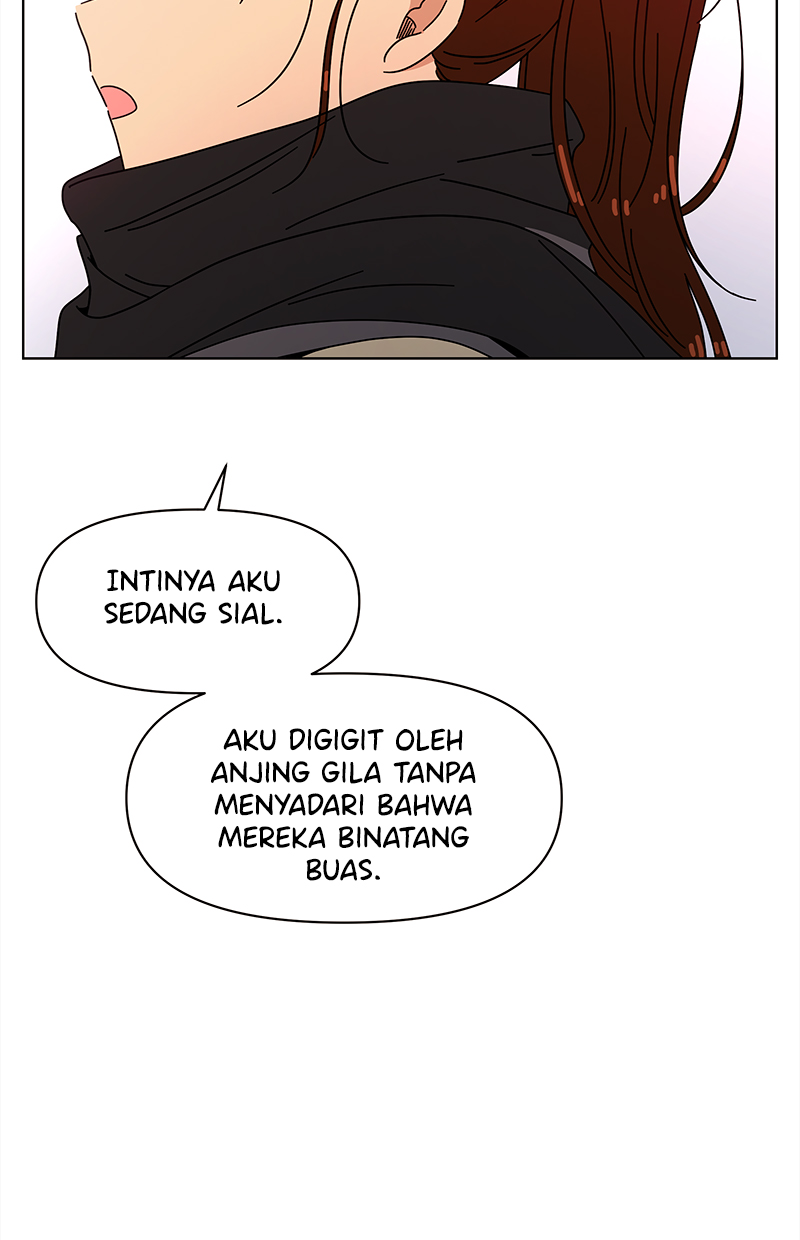 INTINYA AKU
SEDANG SIAL.
AKU DIGIGIT OLEH
ANJING GILA TANPA
MENYADARI BAHWA
MEREKA BINATANG
BUAS.